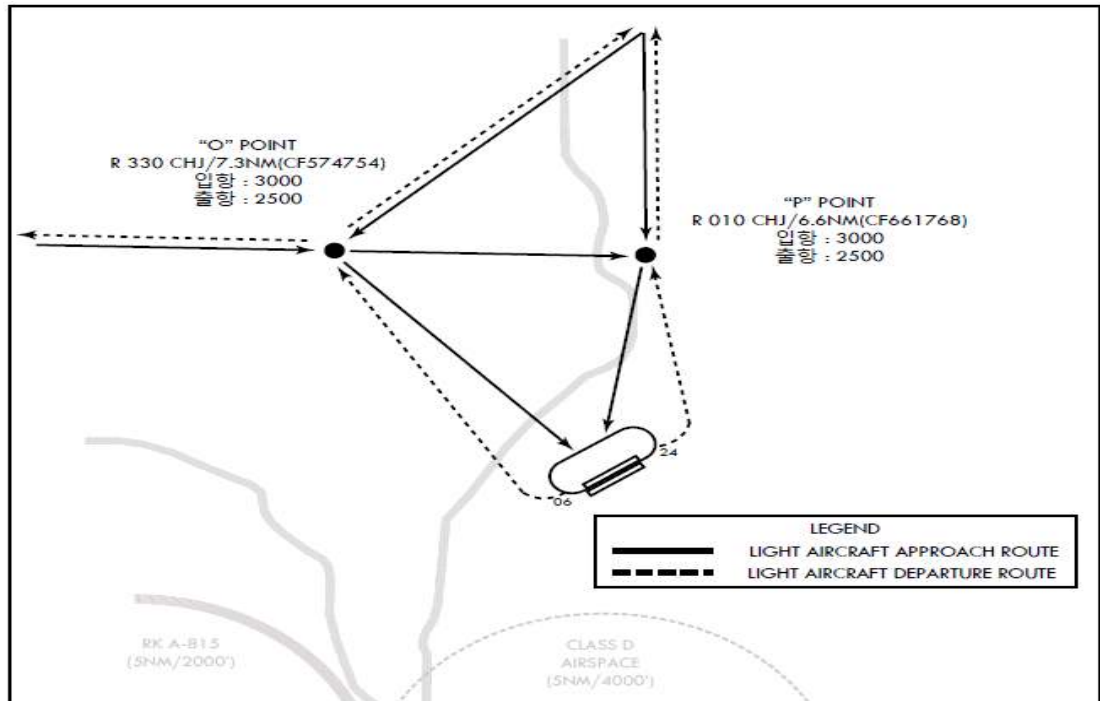 "O" POINT
R 330 CHJ/7.3NM(CF574754)
입항 : 3000
출항 : 2500
"P" POINT
R 010 CHJ/6.6NM(CF661768)
입항 : 3000
출항 : 2500
24
06
LEGEND
LIGHT AIRCRAFT APPROACH ROUTE
LIGHT AIRCRAFT DEPARTURE ROUTE
RK A-815
(5NM/2000')
CLASS D
AIRSPACE
(5NM/4000')